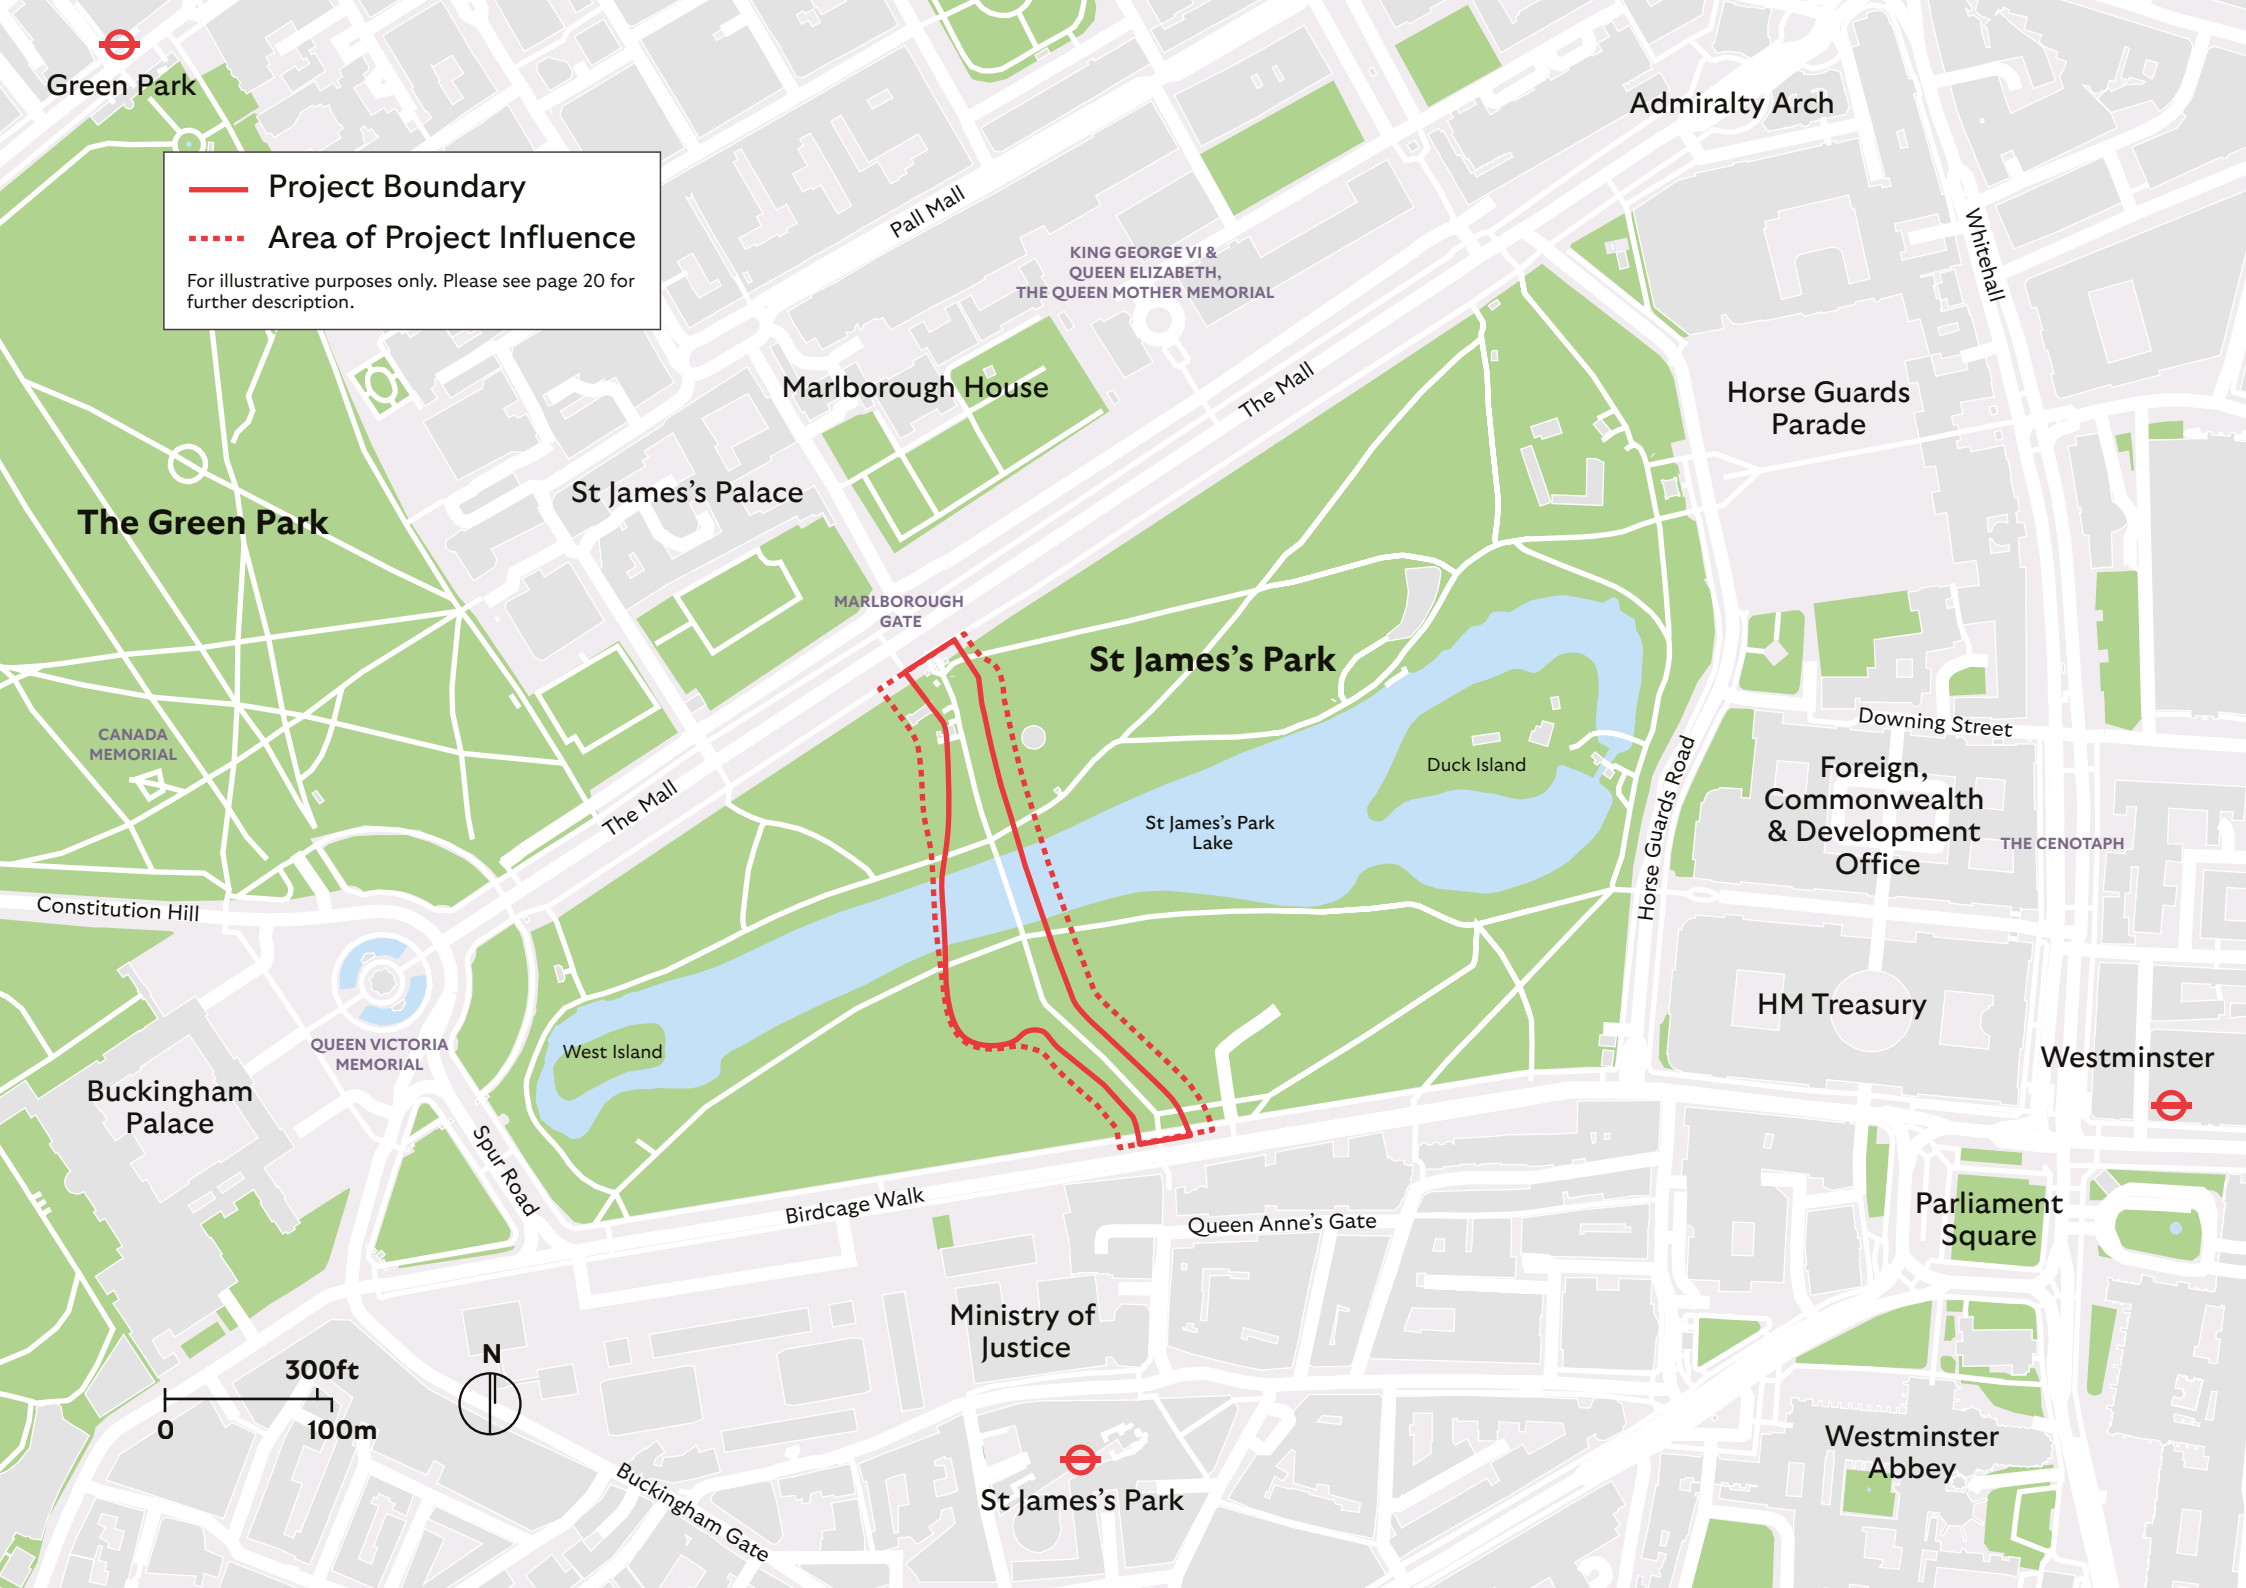 Green Park
Admiralty Arch
Project Boundary
Area of Project Influence
For illustrative purposes only. Please see page 20 for
further description.
Pall Mall
Whitehall
KING GEORGE VI &
QUEEN ELIZABETH,
THE QUEEN MOTHER MEMORIAL
Marlborough House
The Mall
Horse Guards
Parade
St James's Palace
The Green Park
MARLBOROUGH
GATE
St James's Park
CANADA
MEMORIAL
The Mall
Duck Island
St James's Park
Lake
Horse Guards Road
Downing Street
Foreign,
Commonwealth
& Development
Office
THE CENOTAPH
Constitution Hill
HM Treasury
QUEEN VICTORIA
MEMORIAL
West Island
Westminster
Buckingham
Palace
Spur Road
Birdcage Walk
Queen Anne's Gate
Parliament
Square
Ministry of
Justice
300ft
0
100m
N
Buckingham Gate
St James's Park
Westminster
Abbey